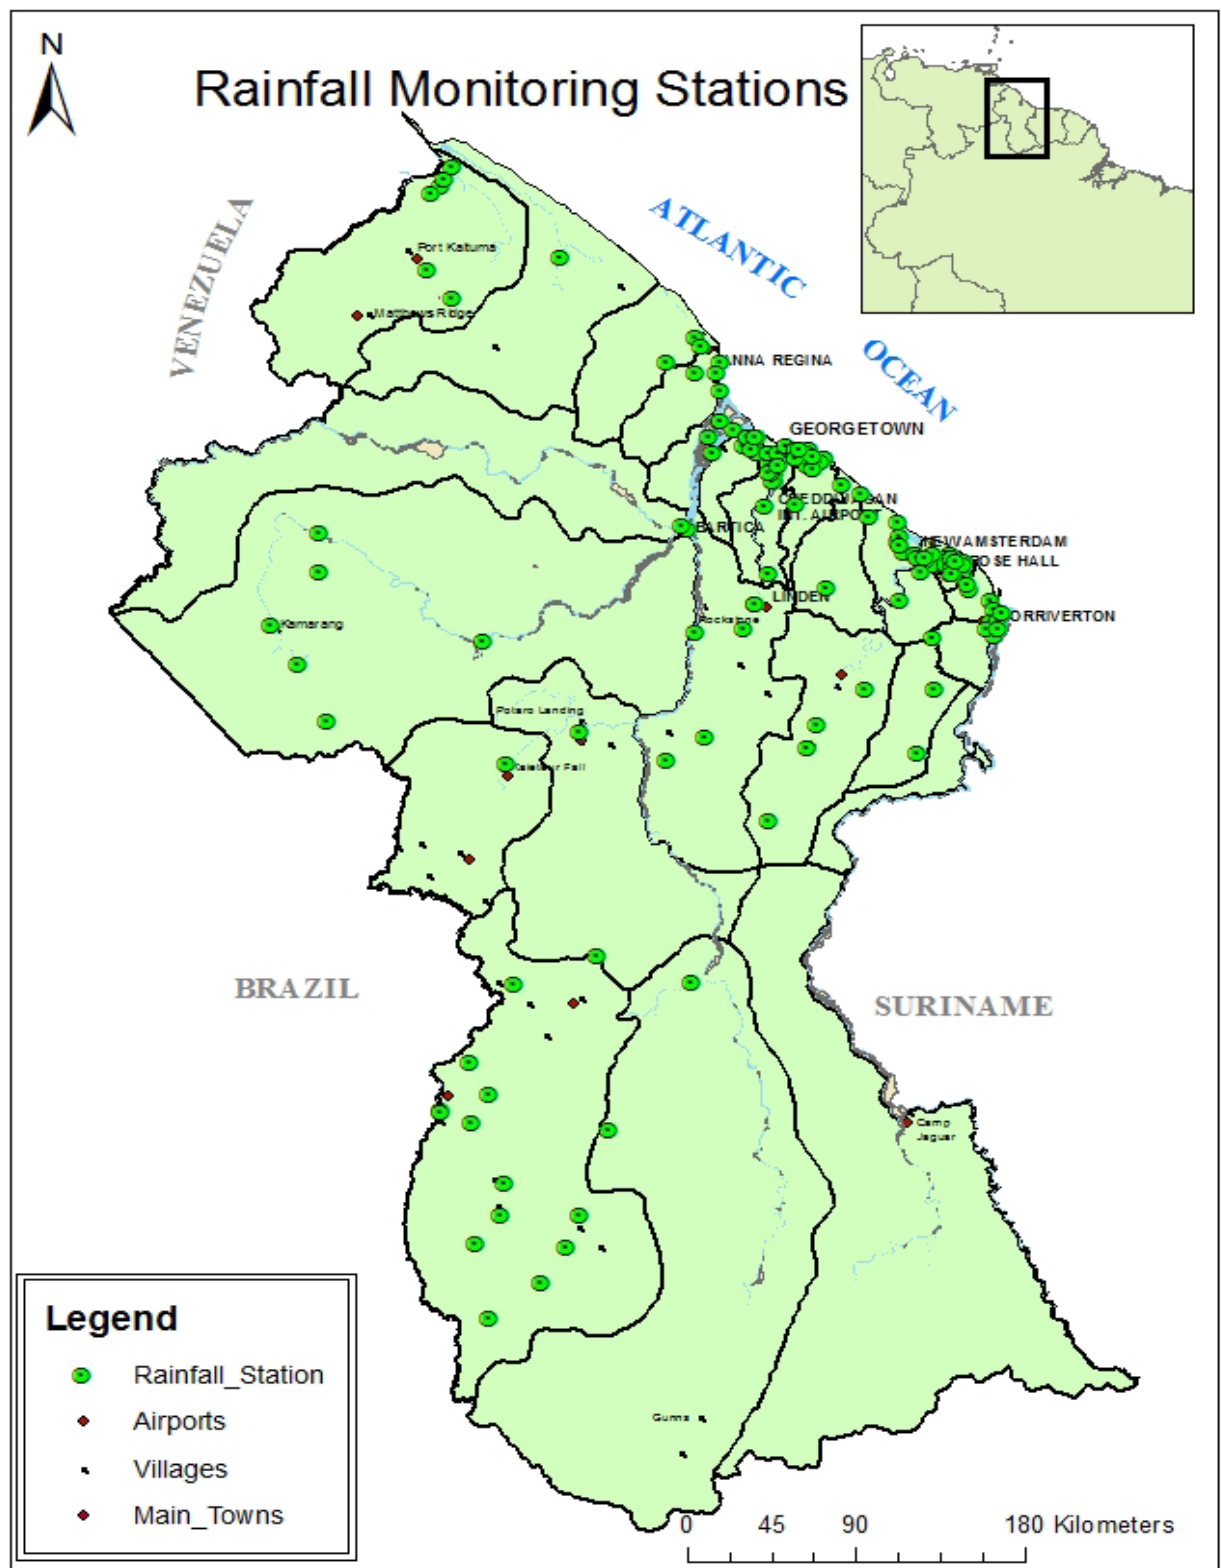 N
Rainfall Monitoring Stations
VENEZUELA
ATLANTIC
OCEAN
Port Kaituma
Matthews Ridge
ANNA REGINA
GEORGETOWN
INT. AIRPORT
BARTICA
NEW AMSTERDAM
ROSE HALL
LINDEN
Rockstone
CORRIVERTON
Kamarang
Potaro Landing
Kaieteur Fall
BRAZIL
SURINAME
Camp
Jaguar
Gunns
Legend
Rainfall_Station
Airports
Villages
Main_Towns
0 45 90 180 Kilometers